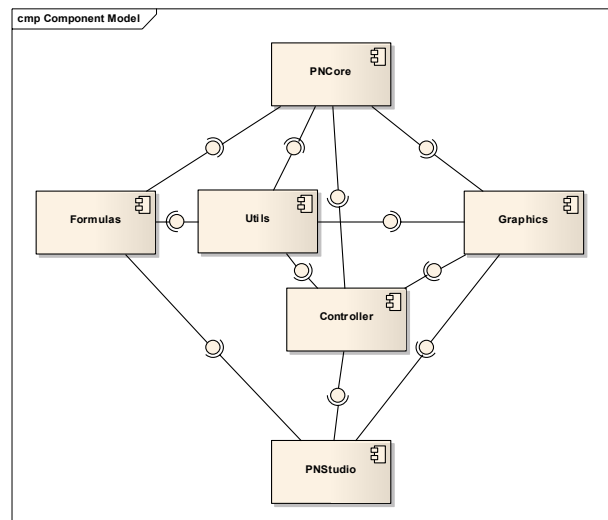 cmp Component Model
PNCore
Formulas
Utils
Graphics
Controller
PNStudio